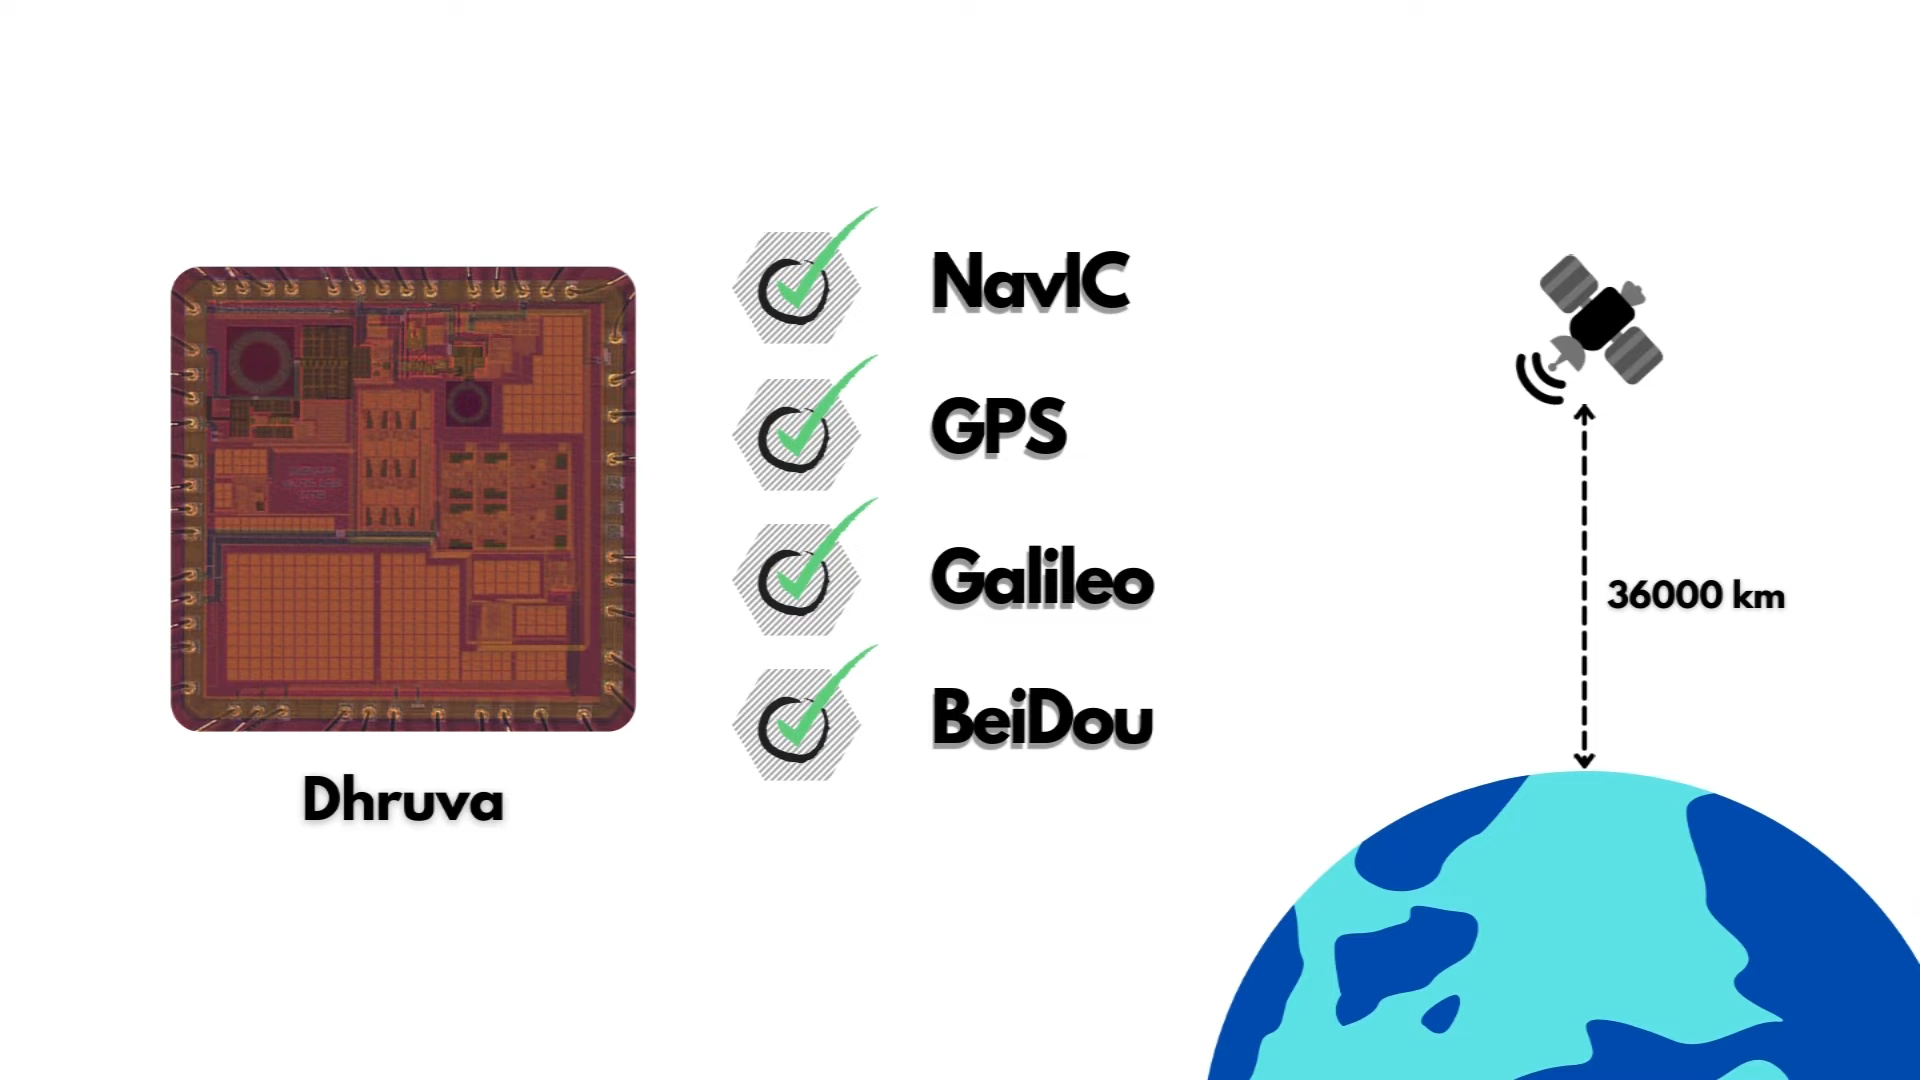 NavIC
GPS
Galileo
BeiDou
Dhruva
36000 km